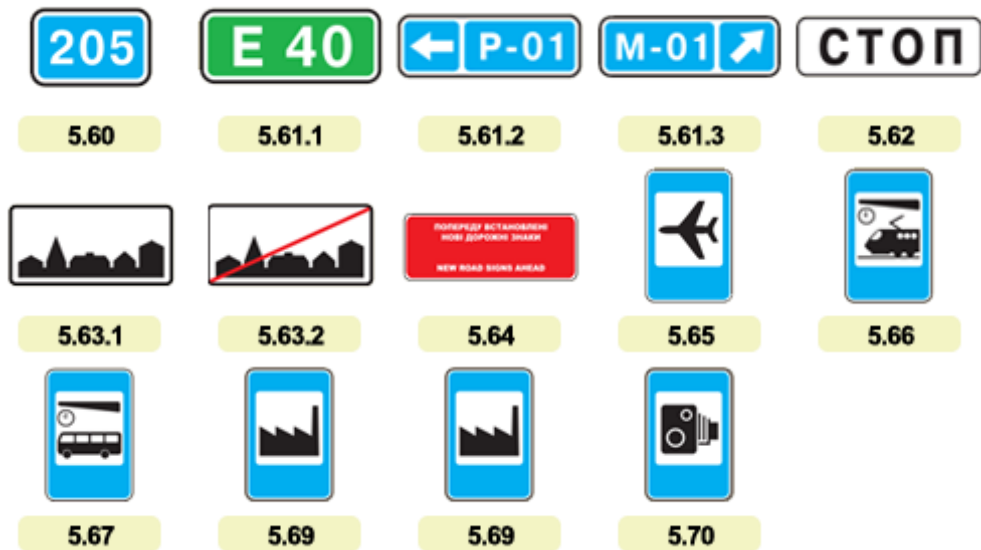 205
E 40
P-01
M-01
СТОП
5.60
5.61.1
5.61.2
5.61.3
5.62
ПОПЕРЕДУ ВСТАНОВЛЕНІ
НОВІ ДОРОЖНІ ЗНАКИ
NEW ROAD SIGNS AHEAD
5.63.1
5.63.2
5.64
5.65
5.66
5.67
5.69
5.69
5.70